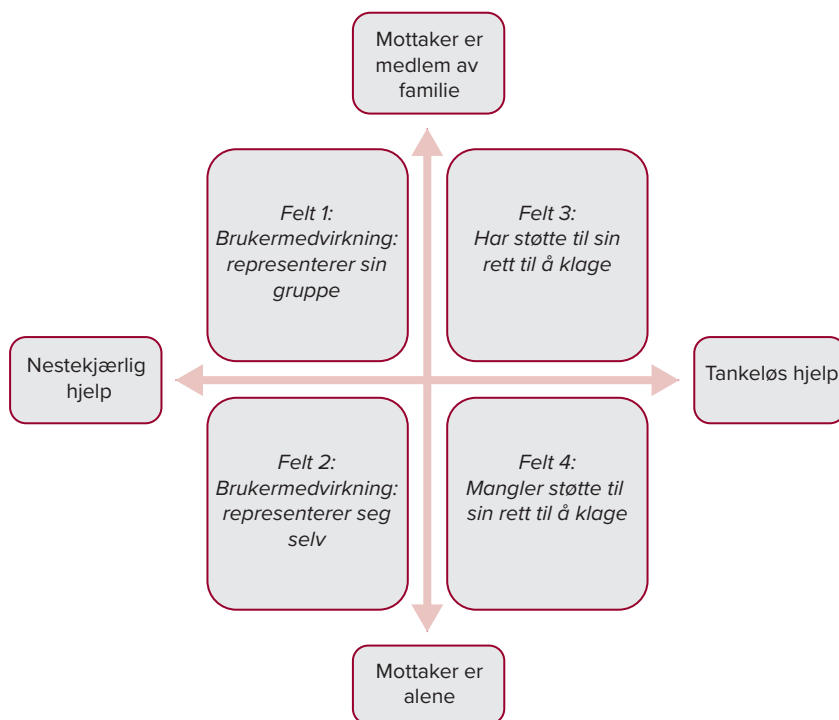 Mottaker er
medlem av
familie
Felt 1:
Brukermedvirkning:
representerer sin
gruppe
Felt 3:
Har støtte til sin
rett til å klage
Nestekjærlig
hjelp
Tankeløs hjelp
Felt 2:
Brukermedvirkning:
representerer seg
selv
Felt 4:
Mangler støtte til
sin rett til å klage
Mottaker er
alene